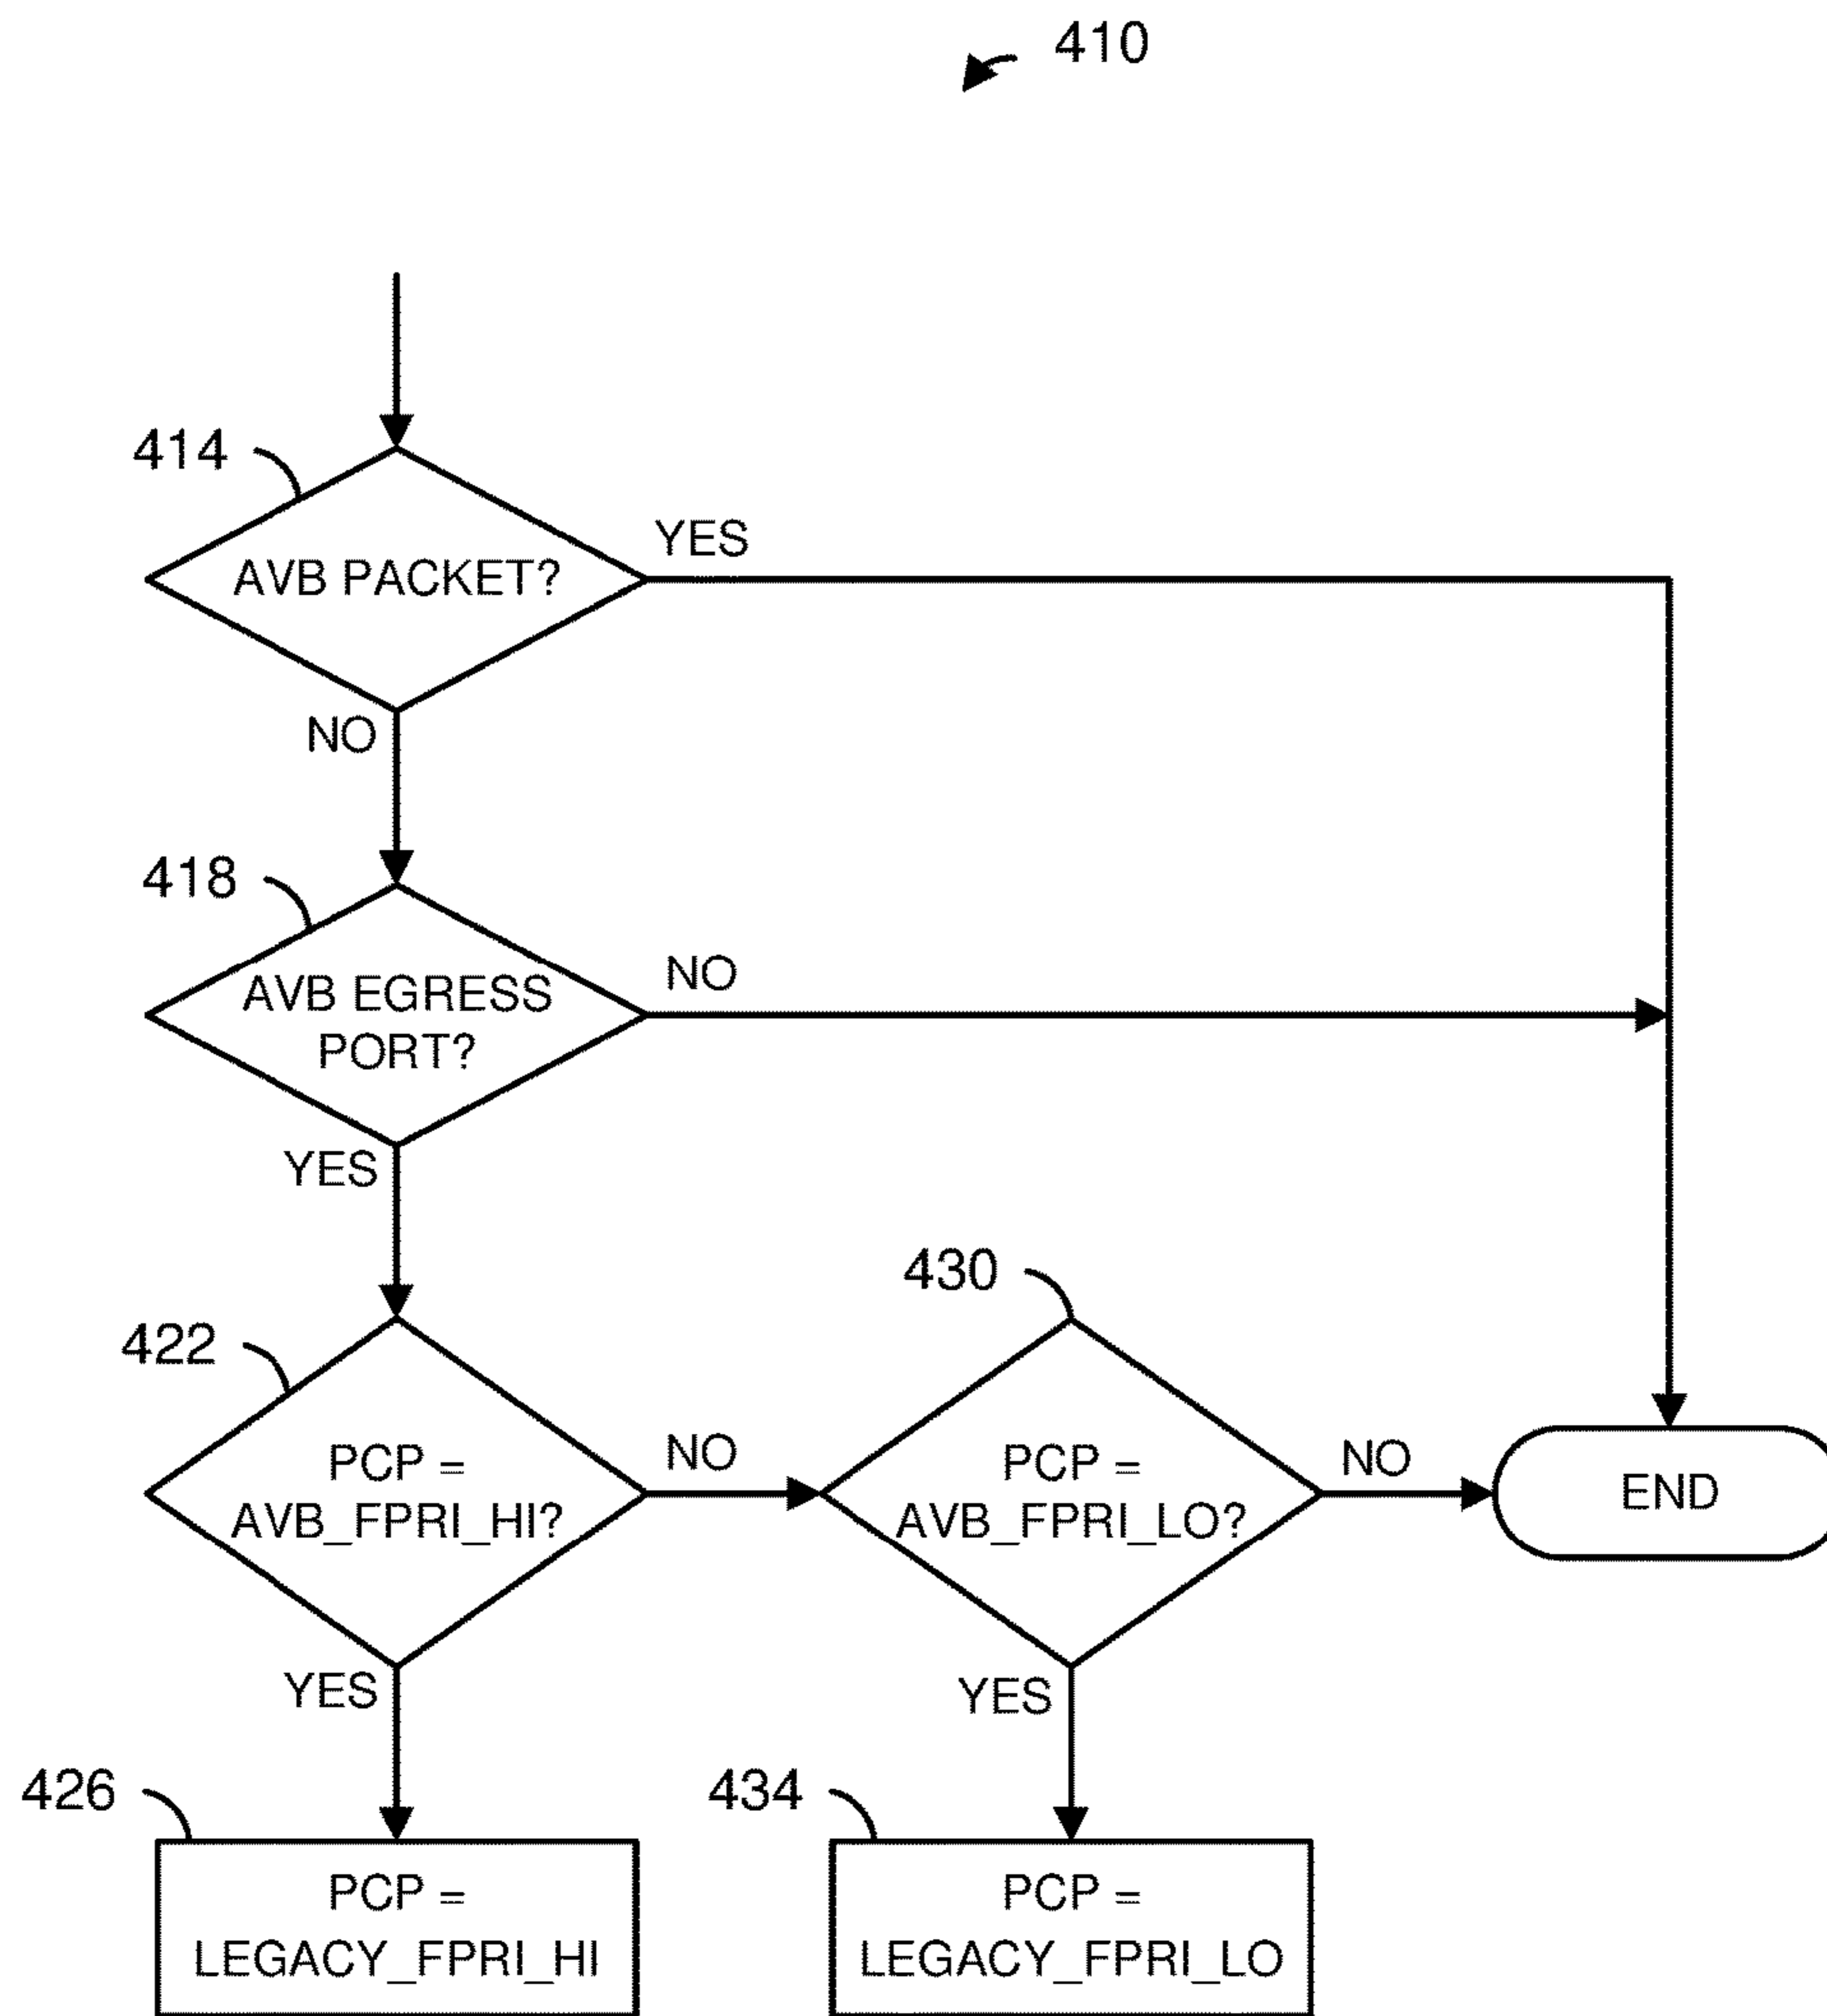 410
414
AVB PACKET?
YES
NO
418
AVB EGRESS
PORT?
NO
YES
422
PCP =
AVB_FPRI_HI?
NO
430
PCP =
AVB_FPRI_LO?
NO
END
YES
YES
426
PCP =
LEGACY_FPRI_HI
434
PCP =
LEGACY_FPRI_LO